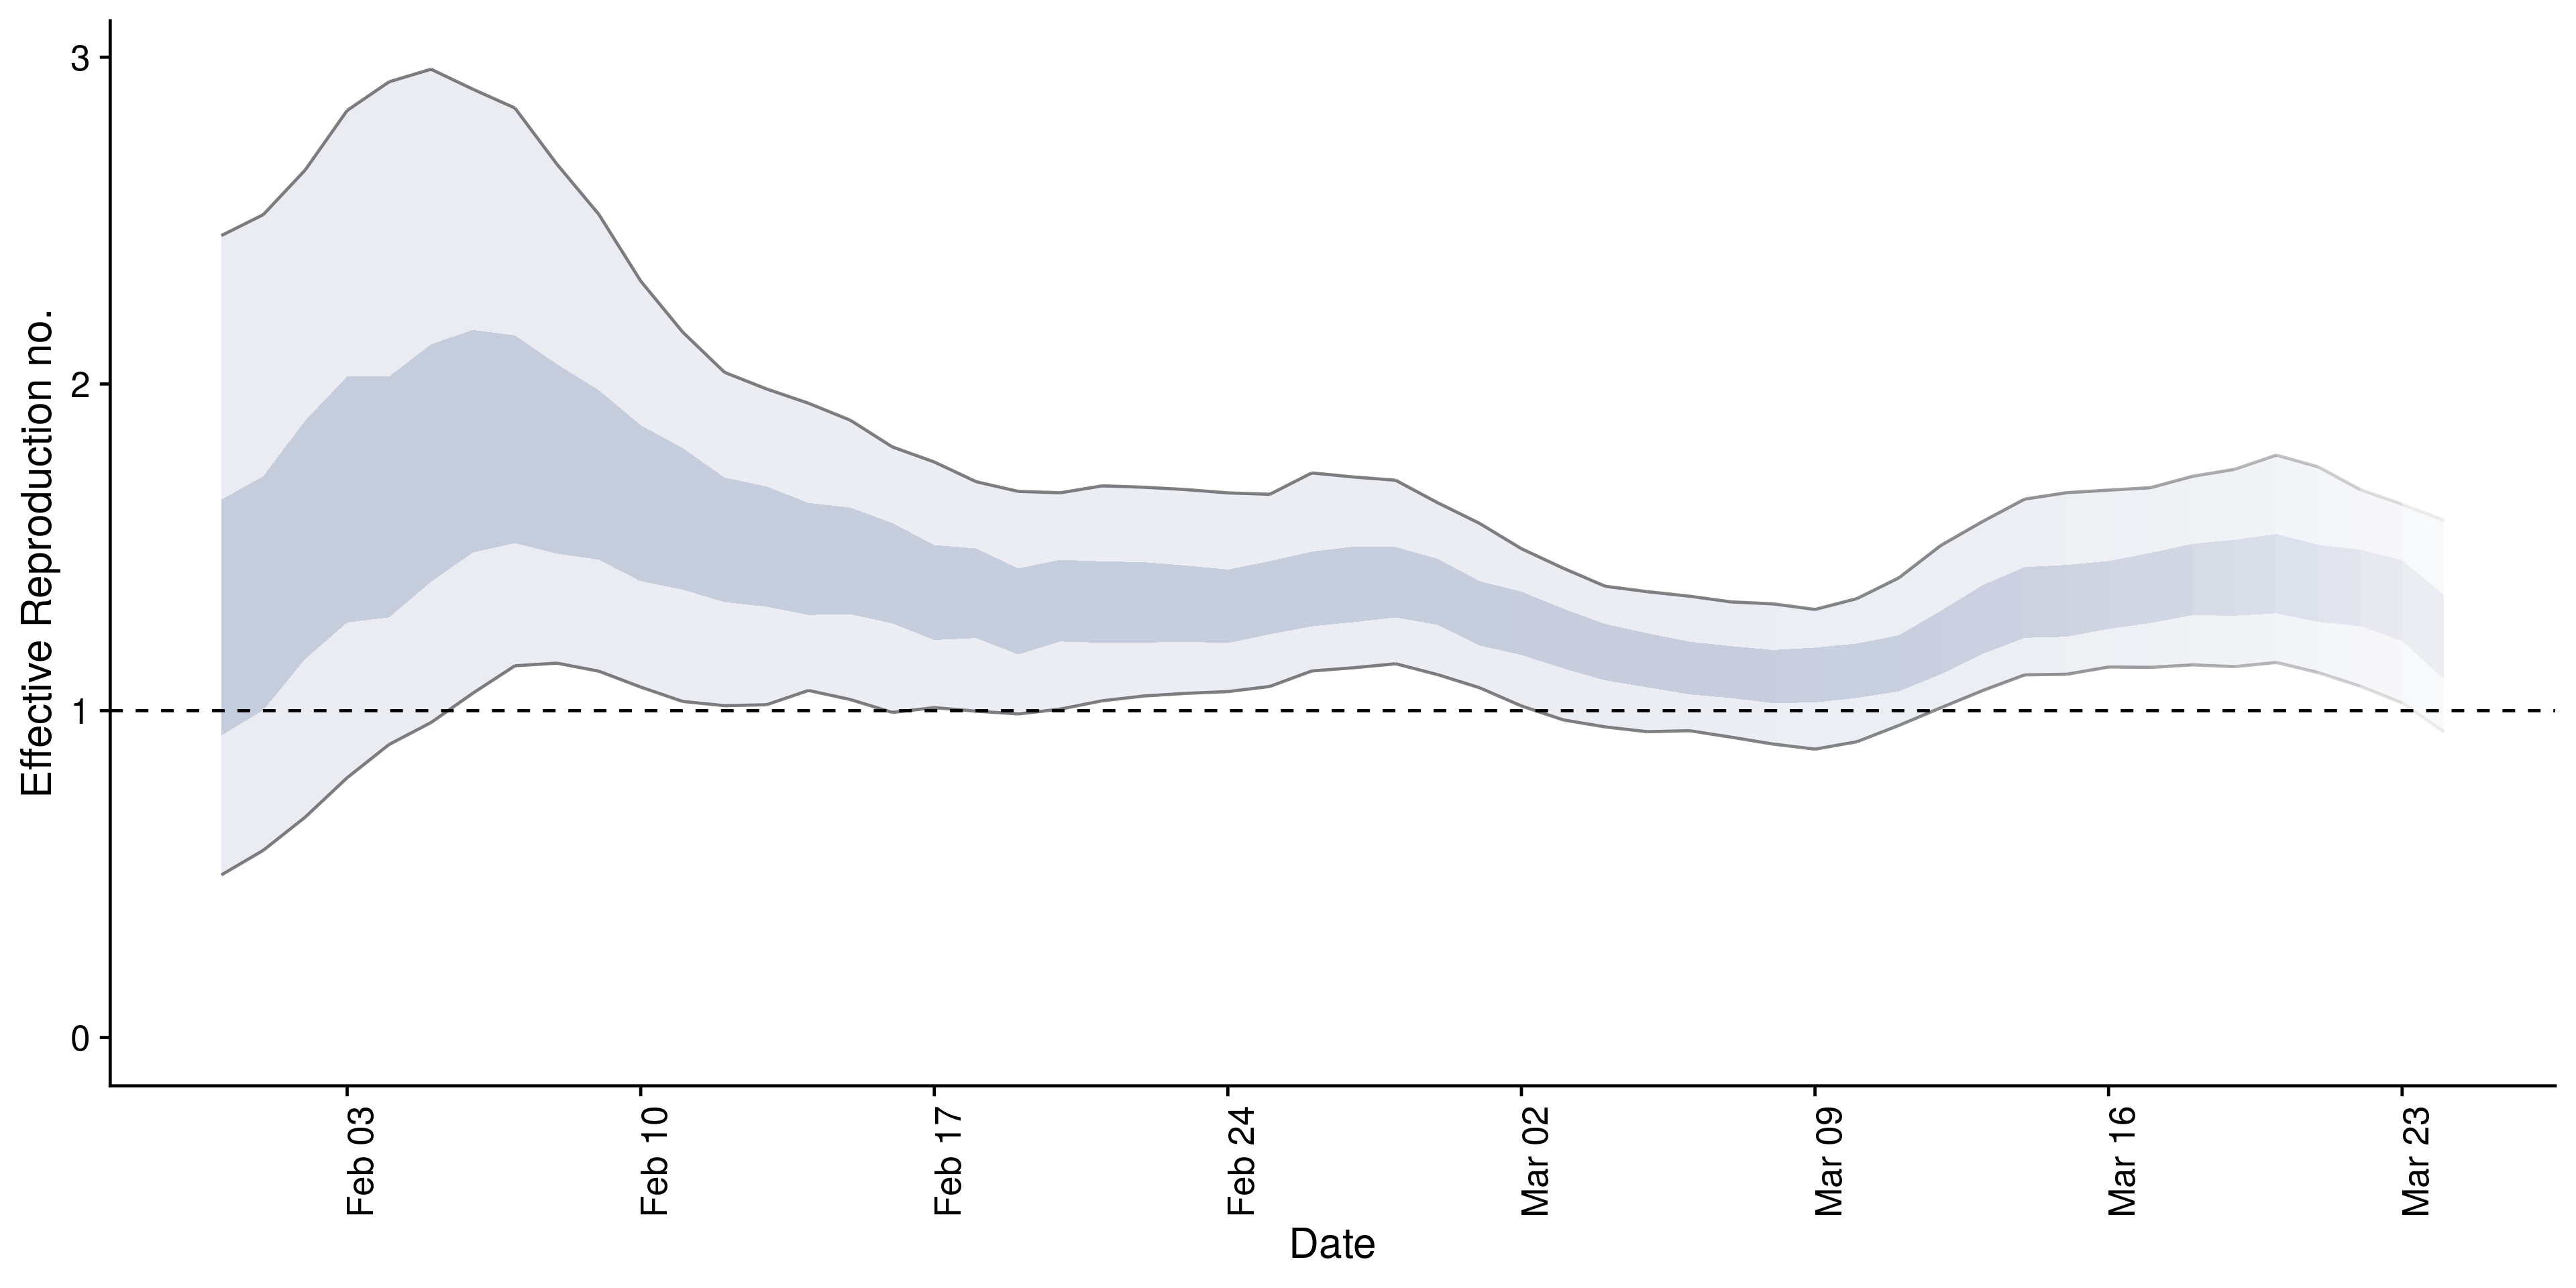 Effective Reproduction no.
3
2
1
0
Feb 03
Feb 10
Feb 17
Feb 24
Mar 02
Mar 09
Mar 16
Mar 23
Date